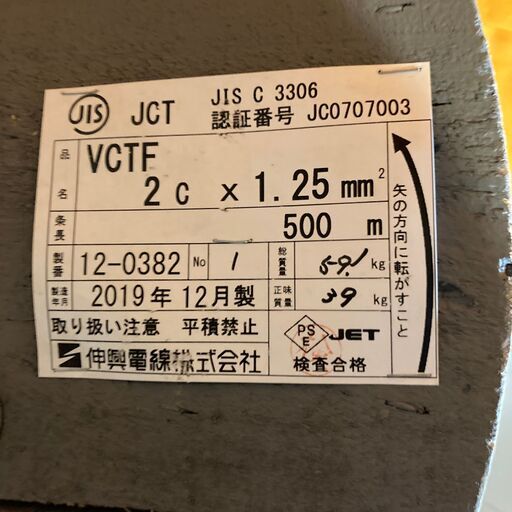 JIS JCT JIS C 3306
認証番号 JC0707003
品名 VCTF
2C x 1.25 mm²
条長 500 m
製番 12-0382 No 1 総質量 59.1 kg
製造年月 2019年 12月製 正味質量 39 kg
取り扱い注意 平積禁止
伸興電線株式会社
PSE JET
検査合格
矢の方向に転がすこと